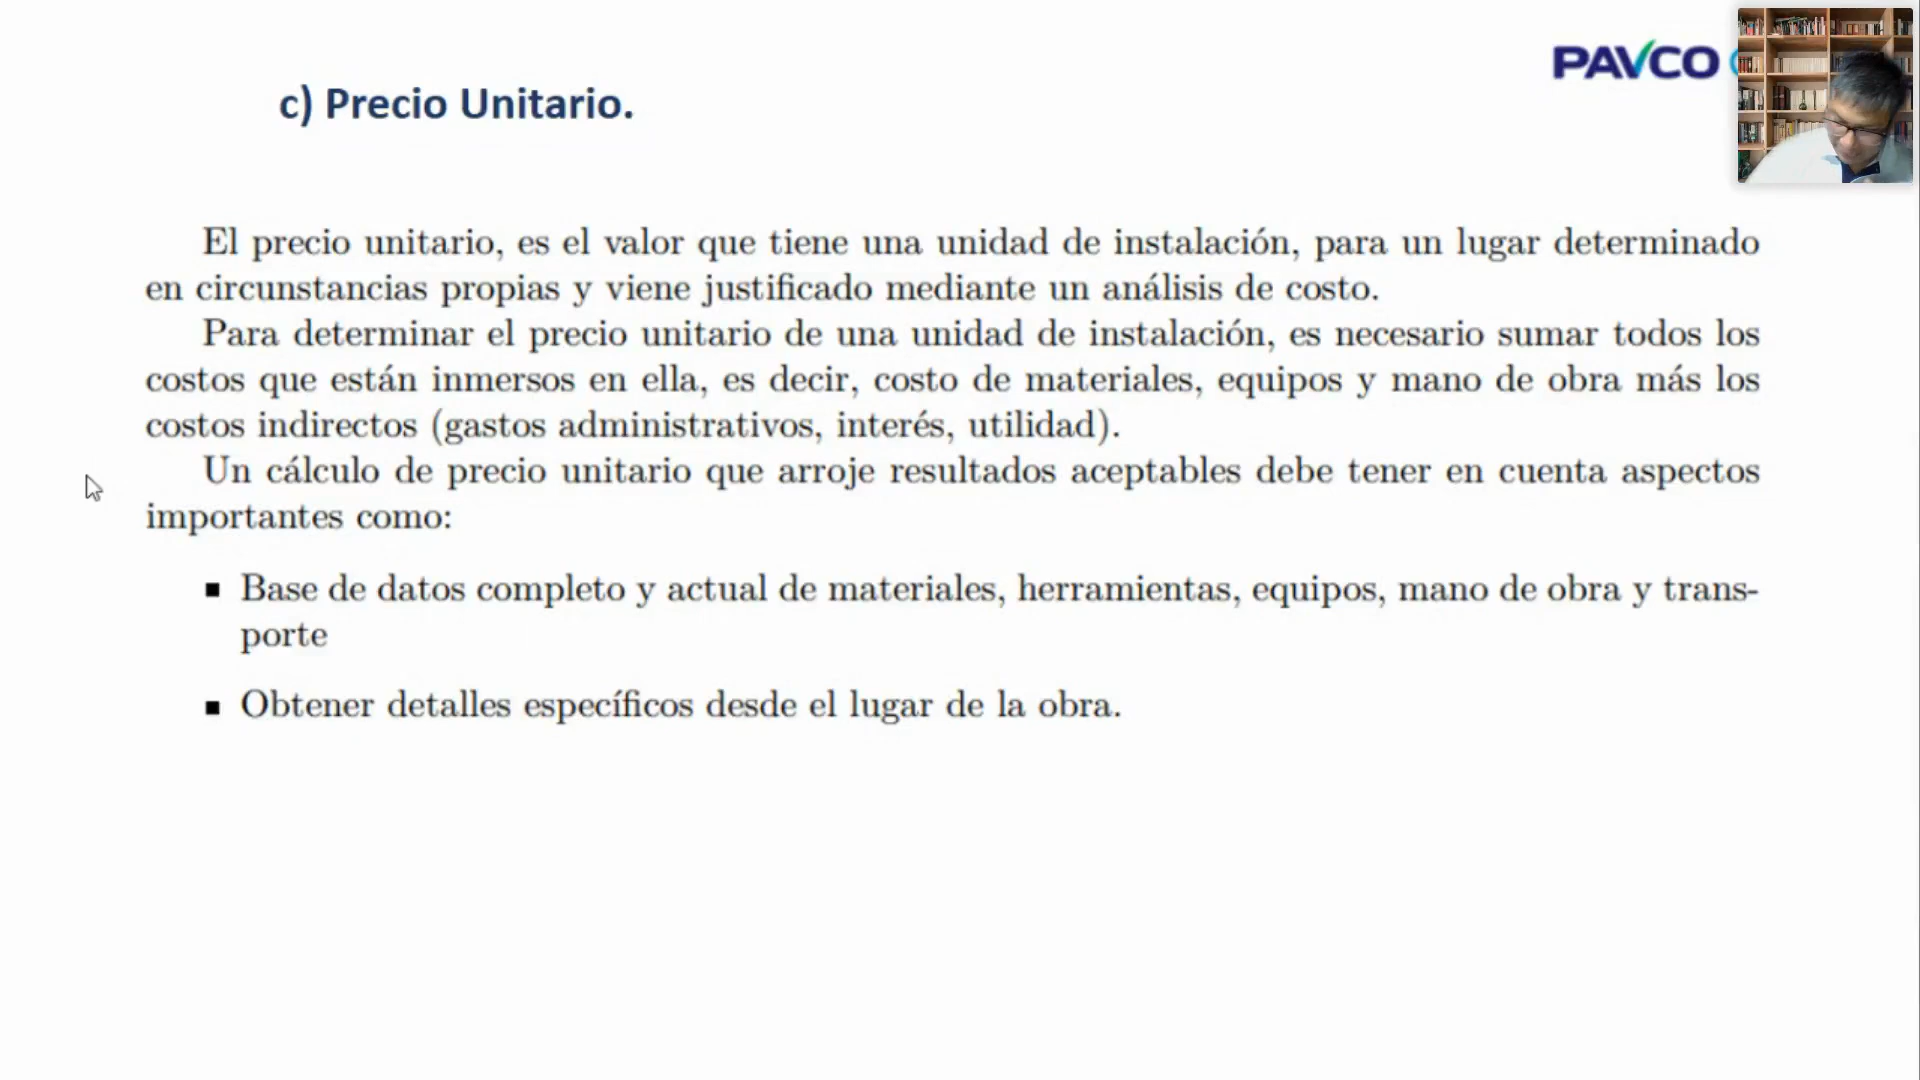 PAVCO
c) Precio Unitario.
El precio unitario, es el valor que tiene una unidad de instalación, para un lugar determinado
en circunstancias propias y viene justificado mediante un análisis de costo.
Para determinar el precio unitario de una unidad de instalación, es necesario sumar todos los
costos que están inmersos en ella, es decir, costo de materiales, equipos y mano de obra más los
costos indirectos (gastos administrativos, interés, utilidad).
Un cálculo de precio unitario que arroje resultados aceptables debe tener en cuenta aspectos
importantes como:
▪ Base de datos completo y actual de materiales, herramientas, equipos, mano de obra y trans-
porte
▪ Obtener detalles específicos desde el lugar de la obra.